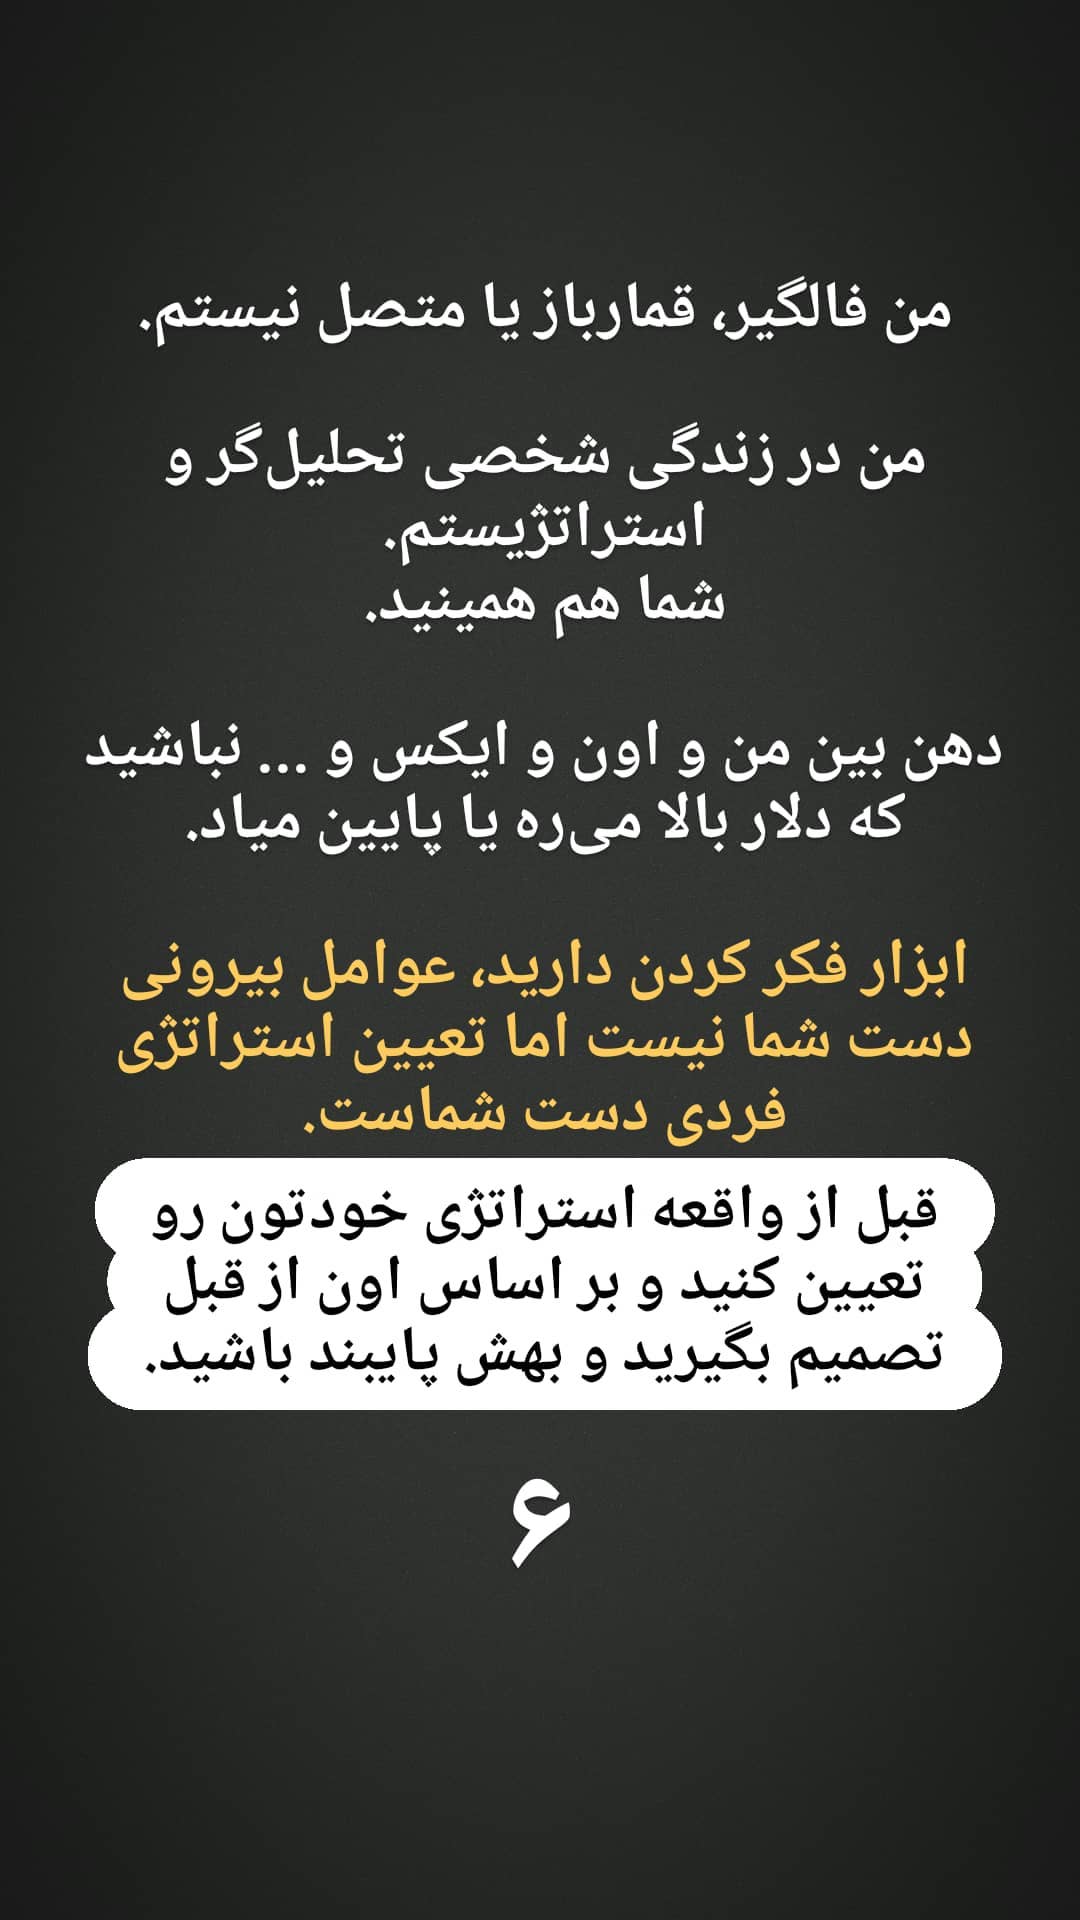 من فالگیر، قمارباز یا متصل نیستم.
من در زندگی شخصی تحلیل‌گر و
استراتژیستم.
شما هم همینید.
دهن بین من و اون و ایکس و ... نباشید
که دلار بالا می‌ره یا پایین میاد.
ابزار فکر کردن دارید، عوامل بیرونی
دست شما نیست اما تعیین استراتژی
فردی دست شماست.
قبل از واقعه استراتژی خودتون رو
تعیین کنید و بر اساس اون از قبل
تصمیم بگیرید و بهش پایبند باشید.
۶